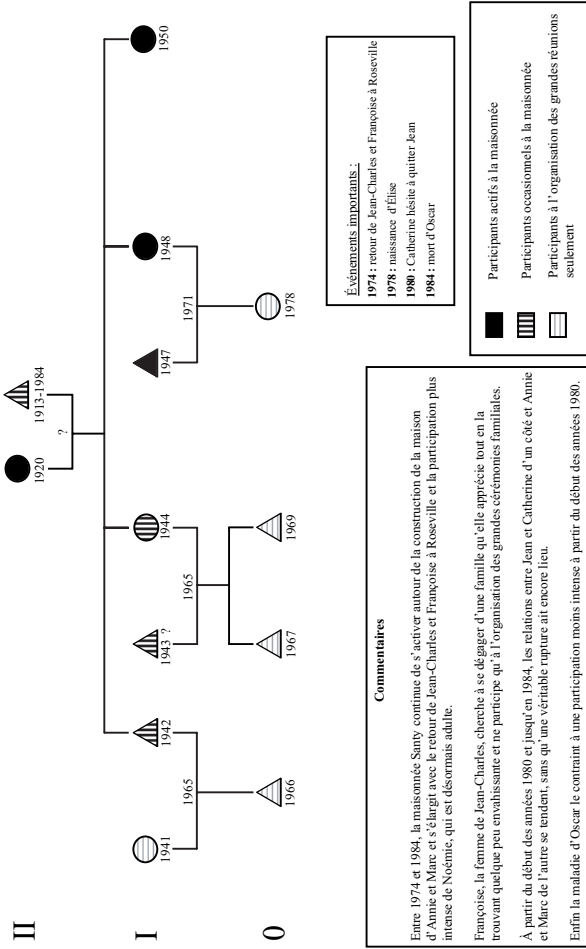 II
I
0
1920
1913-1984
?
1941
1942
1943 ?
1944
1947
1948
1950
1965
1965
1971
1966
1967
1969
1978
Événements importants :
1974 : retour de Jean-Charles et Françoise à Roseville
1978 : naissance d'Élise
1980 : Catherine hésite à quitter Jean
1984 : mort d'Oscar
Commentaires
Entre 1974 et 1984, la maisonnée Santy continue de s'activer autour de la construction de la maison
d'Annie et Marc et s'élargit avec le retour de Jean-Charles et Françoise à Roseville et la participation plus
intense de Noémie, qui est désormais adulte.
Françoise, la femme de Jean-Charles, cherche à se dégager d'une famille qu'elle apprécie tout en la
trouvant quelque peu envahissante et ne participe qu'à l'organisation des grandes cérémonies familiales.
À partir du début des années 1980 et jusqu'en 1984, les relations entre Jean et Catherine d'un côté et Annie
et Marc de l'autre se tendent, sans qu'une véritable rupture ait encore lieu.
Enfin la maladie d'Oscar le contraint à une participation moins intense à partir du début des années 1980.
Participants actifs à la maisonnée
Participants occasionnels à la maisonnée
Participants à l'organisation des grandes réunions
seulement